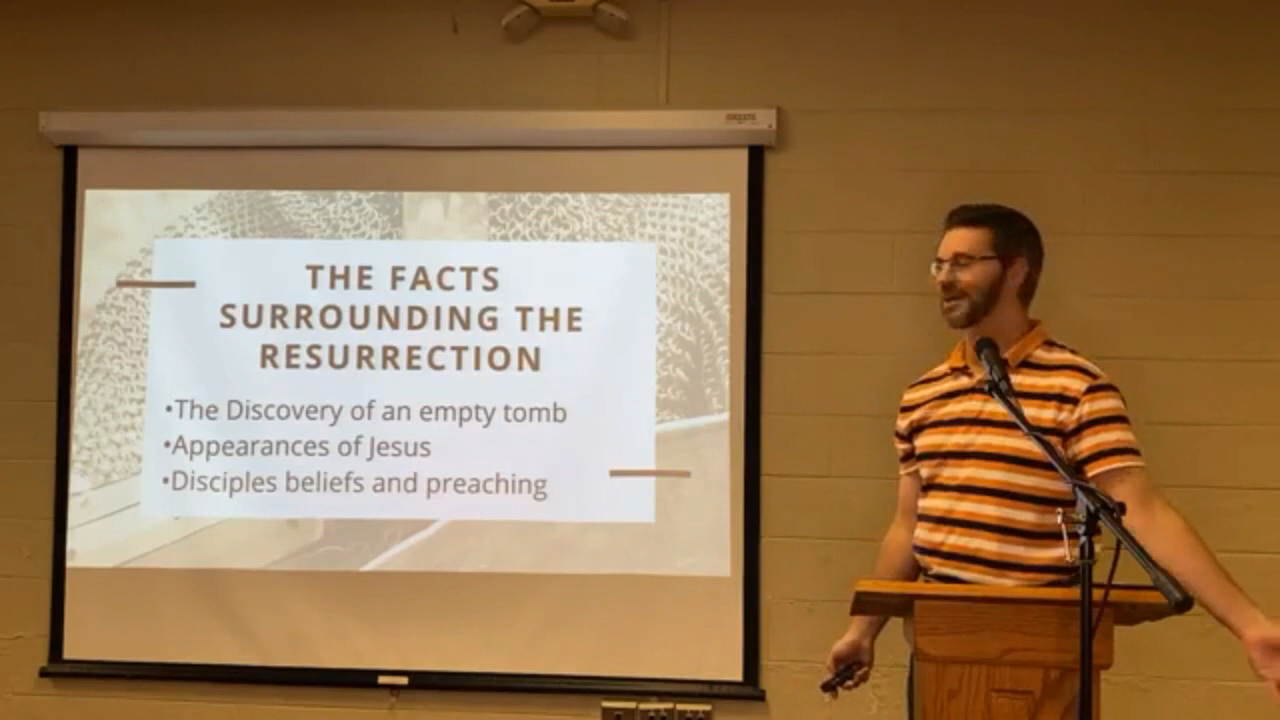 THE FACTS
SURROUNDING THE
RESURRECTION
•The Discovery of an empty tomb
•Appearances of Jesus
•Disciples beliefs and preaching